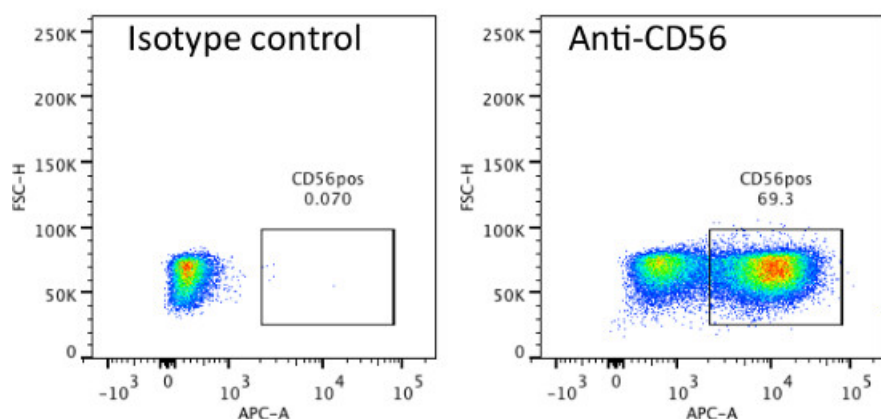 Isotype control
250K
200K
150K
100K
50K
0
FSC-H
CD56pos
0.070
-10³ 0 10³ 10⁴ 10⁵
APC-A
Anti-CD56
250K
200K
150K
100K
50K
0
FSC-H
CD56pos
69.3
-10³ 0 10³ 10⁴ 10⁵
APC-A